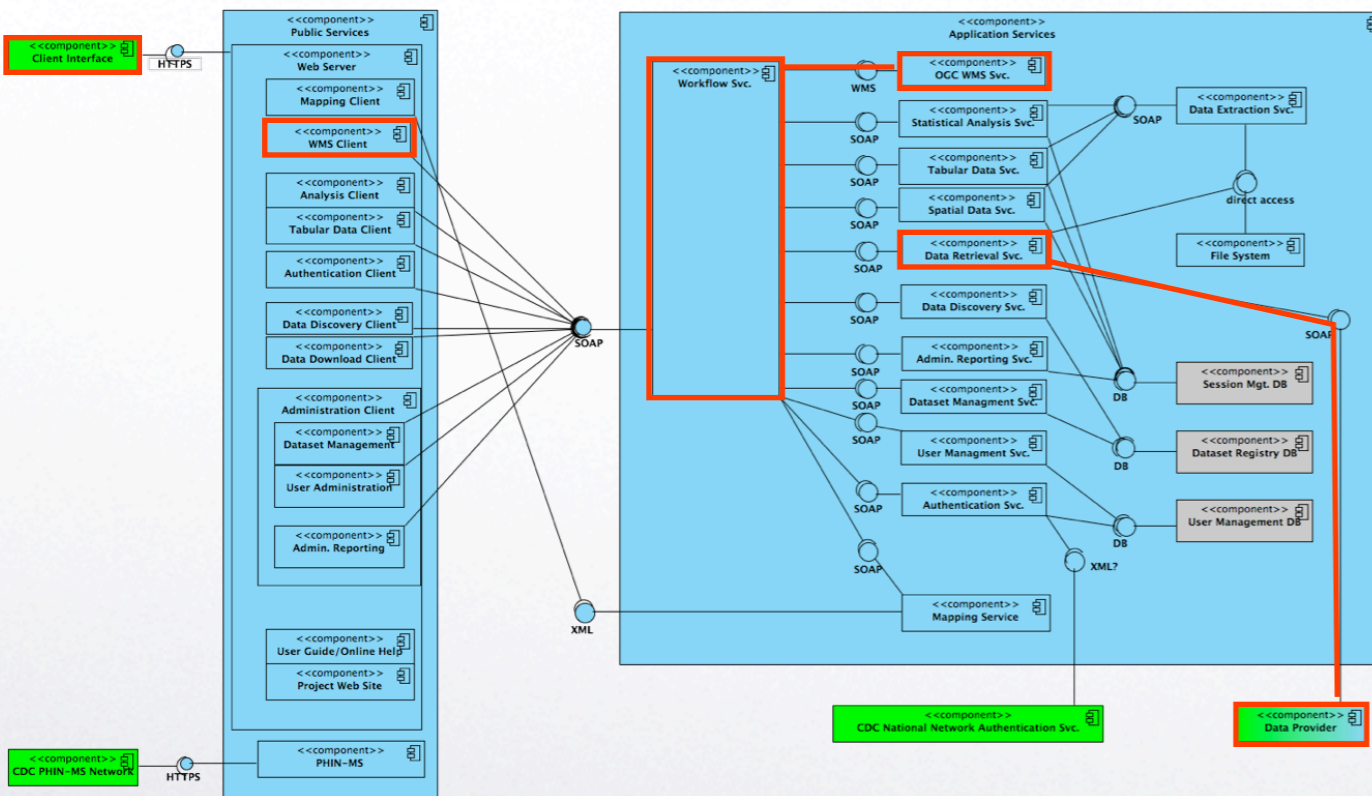 <<component>>
Client Interface
HTTPS
<<component>>
Public Services
<<component>>
Web Server
<<component>>
Mapping Client
<<component>>
WMS Client
<<component>>
Analysis Client
<<component>>
Tabular Data Client
<<component>>
Authentication Client
<<component>>
Data Discovery Client
<<component>>
Data Download Client
<<component>>
Administration Client
<<component>>
Dataset Management
<<component>>
User Administration
<<component>>
Admin. Reporting
<<component>>
User Guide/Online Help
<<component>>
Project Web Site
<<component>>
PHIN-MS
<<component>>
CDC PHIN-MS Network
HTTPS
SOAP
XML
<<component>>
Application Services
<<component>>
Workflow Svc.
WMS
SOAP
SOAP
SOAP
SOAP
SOAP
SOAP
SOAP
SOAP
SOAP
SOAP
<<component>>
OGC WMS Svc.
<<component>>
Statistical Analysis Svc.
<<component>>
Tabular Data Svc.
<<component>>
Spatial Data Svc.
<<component>>
Data Retrieval Svc.
<<component>>
Data Discovery Svc.
<<component>>
Admin. Reporting Svc.
<<component>>
Dataset Managment Svc.
<<component>>
User Managment Svc.
<<component>>
Authentication Svc.
<<component>>
Mapping Service
SOAP
<<component>>
Data Extraction Svc.
direct access
<<component>>
File System
SOAP
DB
<<component>>
Session Mgt. DB
DB
<<component>>
Dataset Registry DB
DB
<<component>>
User Management DB
XML?
<<component>>
CDC National Network Authentication Svc.
<<component>>
Data Provider